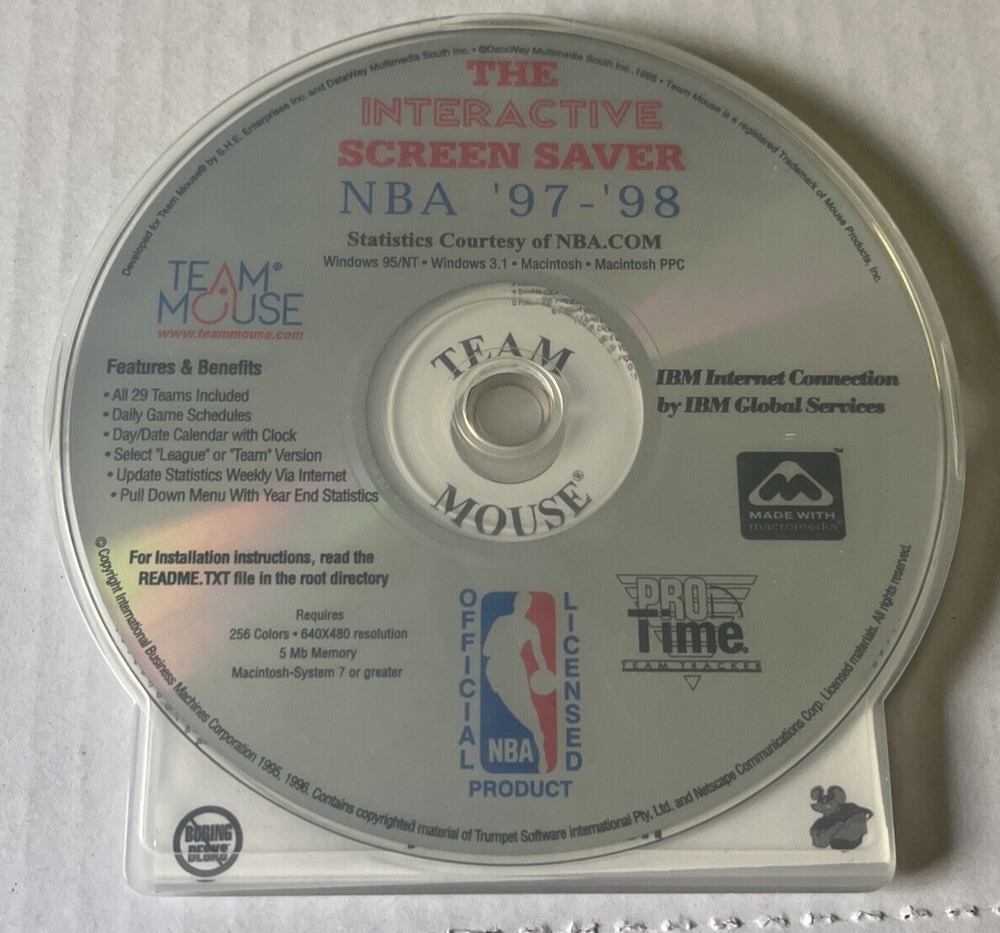 Developed for Team Mouse® by S.H.E. Enterprises Inc. and DataWay Multimedia South Inc. • ©DataWay Multimedia South Inc., 1995 • Team Mouse is a registered Trademark of Mouse Products, Inc.
THE
INTERACTIVE
SCREEN SAVER
NBA '97-'98
Statistics Courtesy of NBA.COM
Windows 95/NT • Windows 3.1 • Macintosh • Macintosh PPC
TEAM®
MOUSE
www.teammouse.com
Features & Benefits
• All 29 Teams Included
• Daily Game Schedules
• Day/Date Calendar with Clock
• Select "League" or "Team" Version
• Update Statistics Weekly Via Internet
• Pull Down Menu With Year End Statistics
TEAM
MOUSE®
IBM Internet Connection
by IBM Global Services
™
MADE WITH
macromedia®
For Installation instructions, read the
README.TXT file in the root directory
Requires
256 Colors • 640X480 resolution
5 Mb Memory
Macintosh-System 7 or greater
OFFICIAL
LICENSED
NBA
PRODUCT
PRO
Time®
TEAM TRACKER
© Copyright International Business Machines Corporation 1995, 1996. Contains copyrighted material of Trumpet Software International Pty, Ltd. and Netscape Communications Corp. Licensed materials. All rights reserved.
BORING